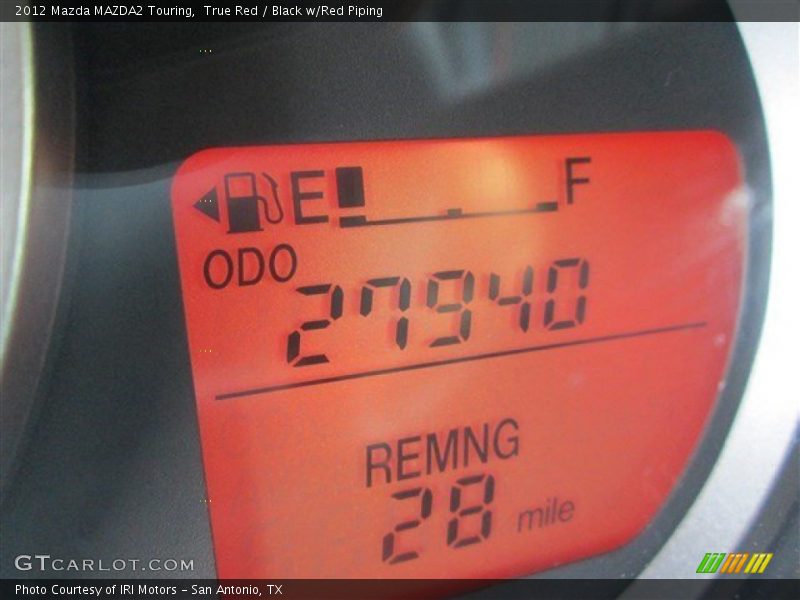 2012 Mazda MAZDA2 Touring,  True Red / Black w/Red Piping
E F
ODO
27940
REMNG
28 mile
GTCARLOT.COM
Photo Courtesy of IRI Motors – San Antonio, TX